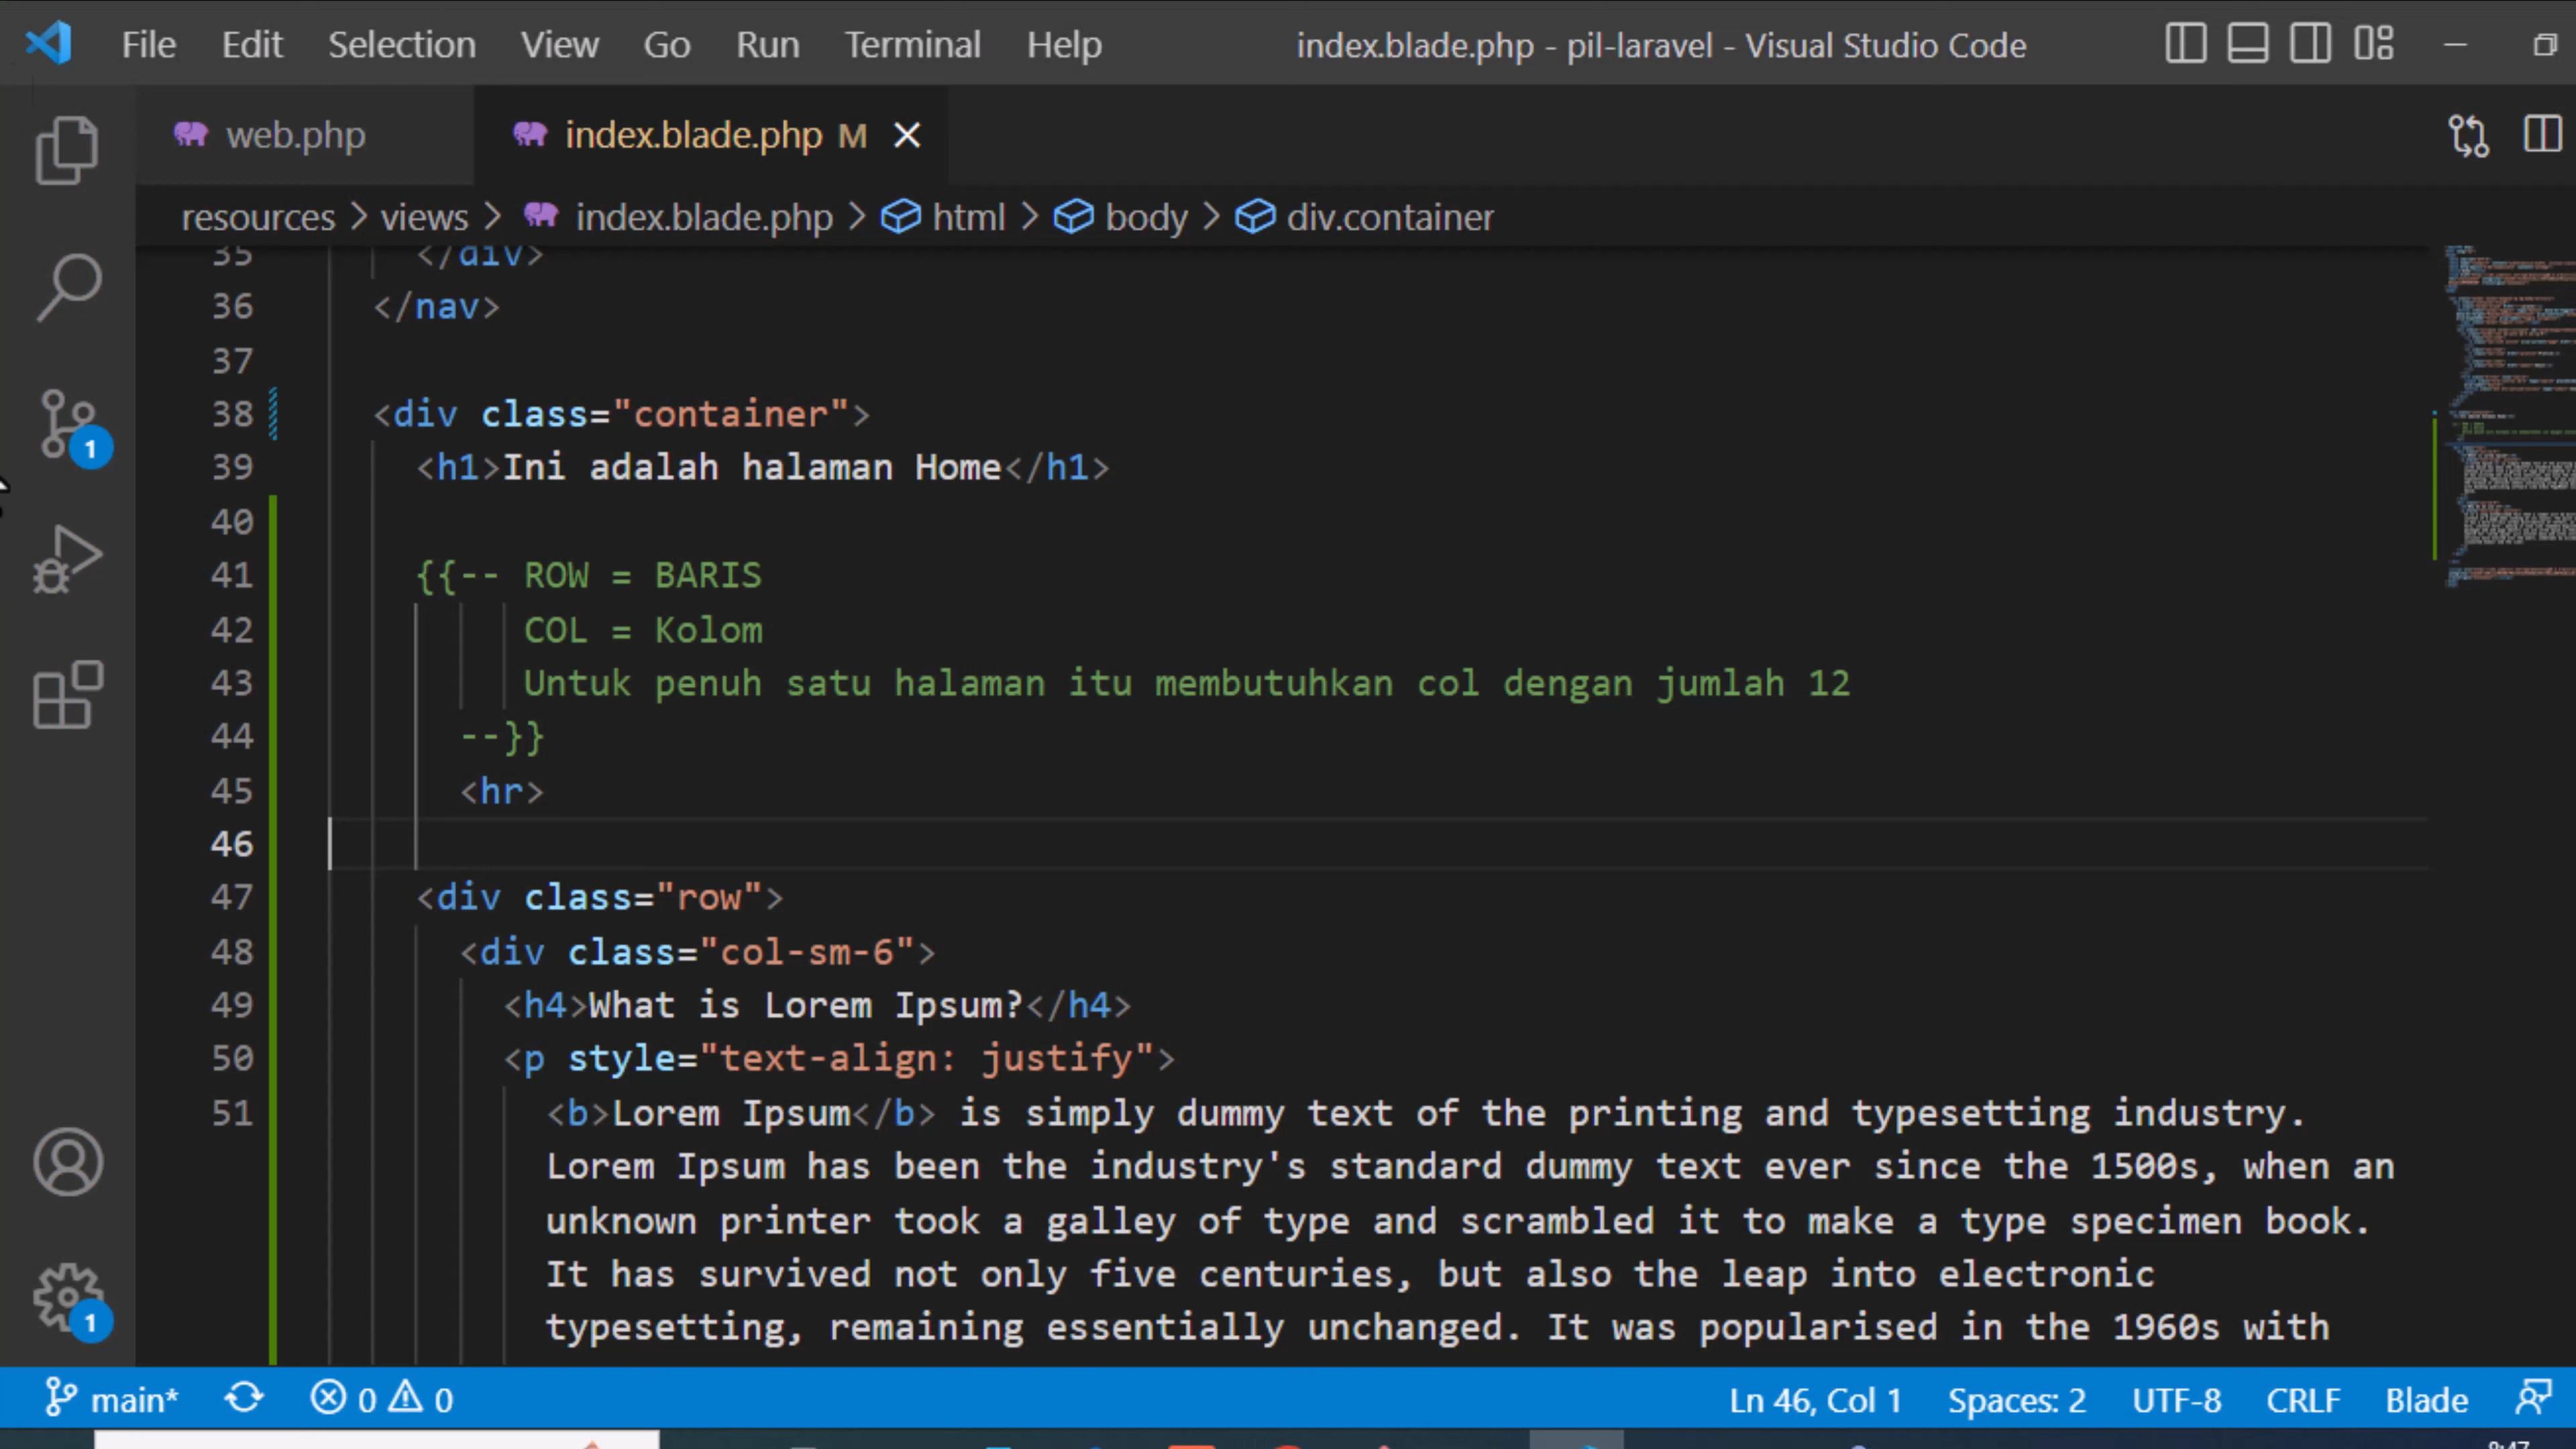 File Edit Selection View Go Run Terminal Help index.blade.php - pil-laravel - Visual Studio Code
web.php index.blade.php M
resources > views > index.blade.php > html > body > div.container
35 </div>
36 </nav>
37
38 <div class="container">
39 <h1>Ini adalah halaman Home</h1>
40
41 {{-- ROW = BARIS
42 COL = Kolom
43 Untuk penuh satu halaman itu membutuhkan col dengan jumlah 12
44 --}}
45 <hr>
46
47 <div class="row">
48 <div class="col-sm-6">
49 <h4>What is Lorem Ipsum?</h4>
50 <p style="text-align: justify">
51 <b>Lorem Ipsum</b> is simply dummy text of the printing and typesetting industry.
Lorem Ipsum has been the industry's standard dummy text ever since the 1500s, when an
unknown printer took a galley of type and scrambled it to make a type specimen book.
It has survived not only five centuries, but also the leap into electronic
typesetting, remaining essentially unchanged. It was popularised in the 1960s with
1
1
main* 0 0 Ln 46, Col 1 Spaces: 2 UTF-8 CRLF Blade